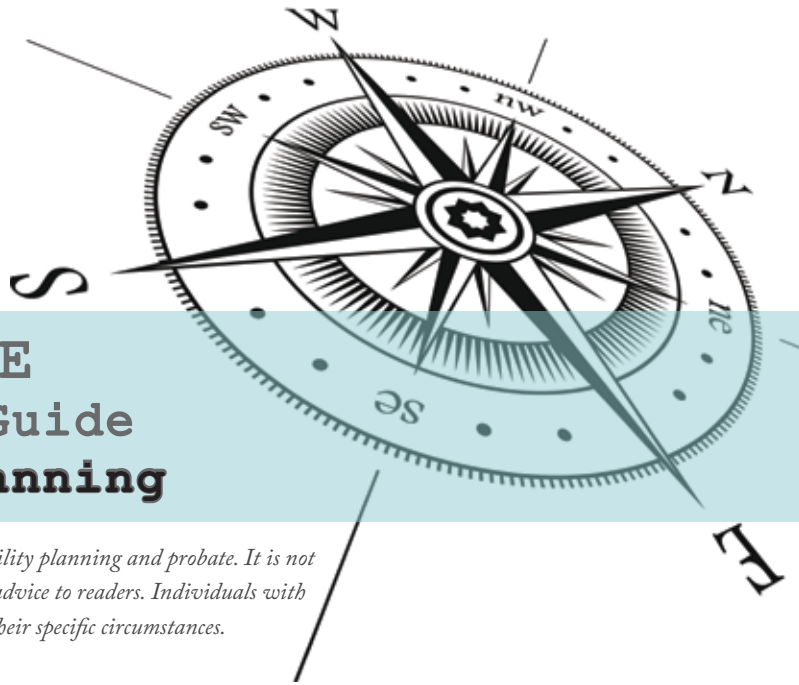 W
nw
sw
N
S
ne
E
Guide
nning
se
ility planning and probate. It is not
E
advice to readers. Individuals with
heir specific circumstances.